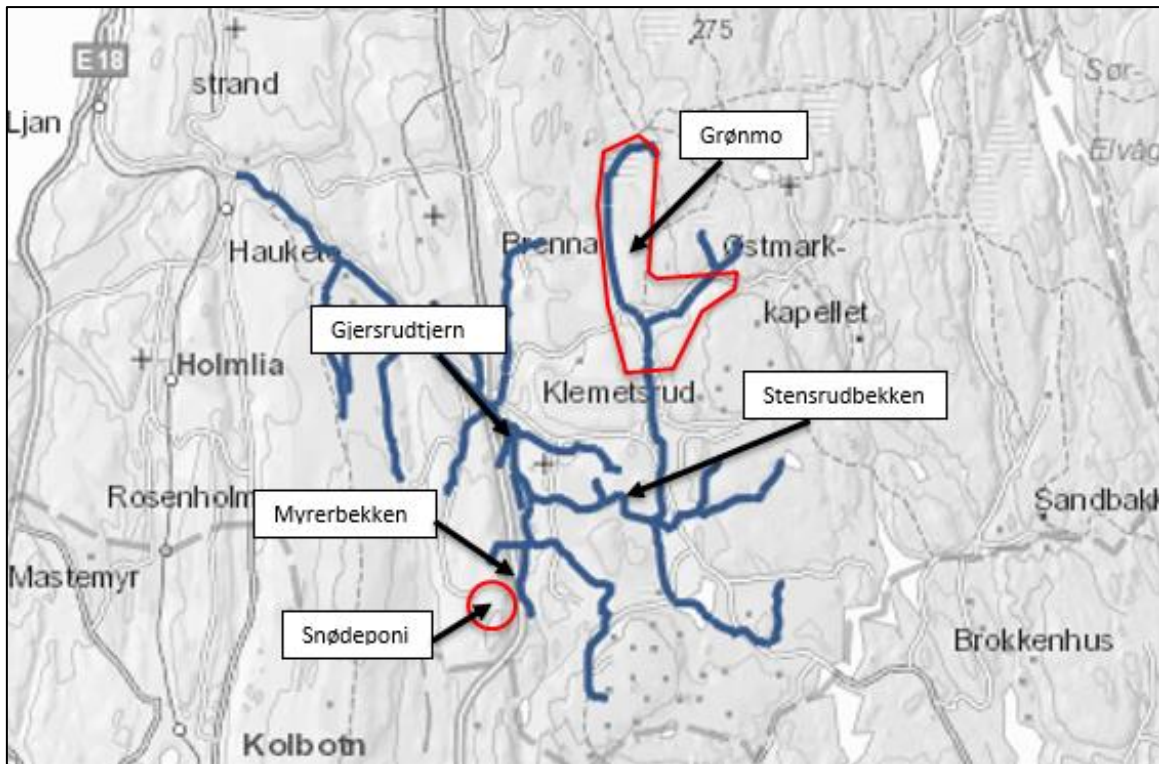 275
E 18
strand
Sør-
Ljan
Grønmo
Elvåg
Hauket
Brenna
Østmark-
kapellet
Gjersrudtjern
Holmlia
Klemetsrud
Stensrudbekken
Rosenholm
Myrerbekken
Sandbakk
Mastemyr
Snødeponi
Brokkenhus
Kolbotn